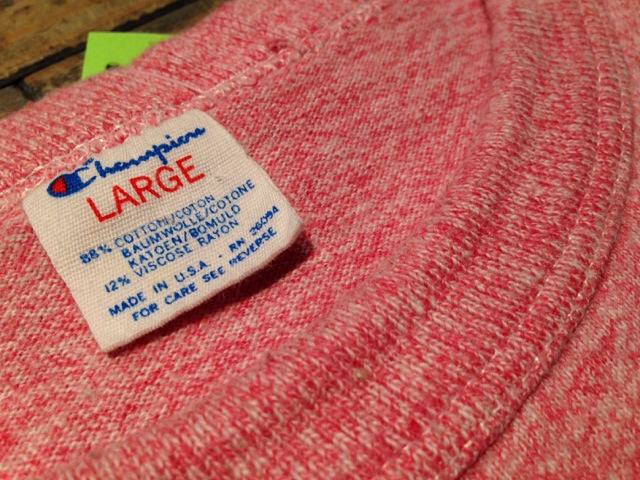 Champion
LARGE
88% COTTON/COTON
BAUMWOLLE/COTONE
KATOEN/BOMULD
12% VISCOSE RAYON
MADE IN U.S.A. - RN 26094
FOR CARE SEE REVERSE